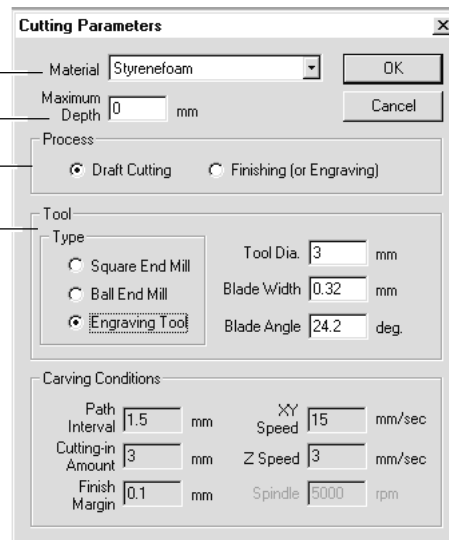 Cutting Parameters
Material Styrenefoam OK
Maximum Depth 0 mm Cancel
Process
Draft Cutting Finishing (or Engraving)
Tool
Type
Square End Mill
Ball End Mill
Engraving Tool
Tool Dia. 3 mm
Blade Width 0.32 mm
Blade Angle 24.2 deg.
Carving Conditions
Path Interval 1.5 mm XY Speed 15 mm/sec
Cutting-in Amount 3 mm Z Speed 3 mm/sec
Finish Margin 0.1 mm Spindle 5000 rpm